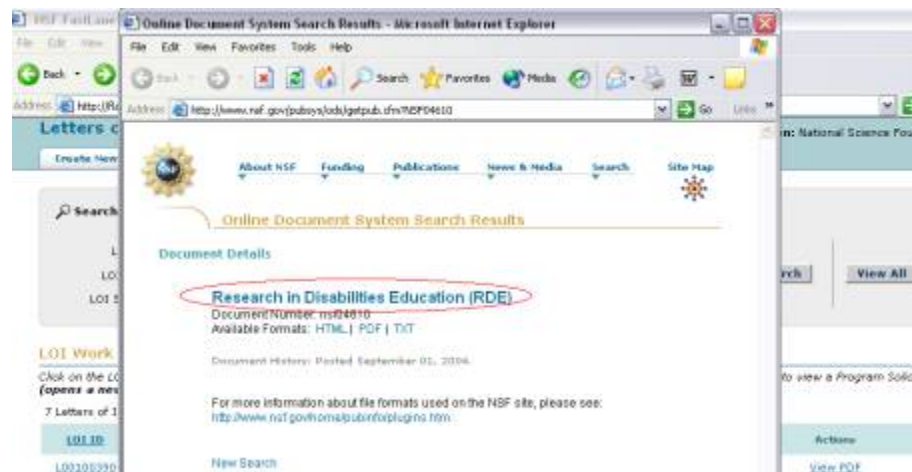 NSF FastLane
Online Document System Search Results - Microsoft Internet Explorer
File Edit View
File Edit View Favorites Tools Help
Back
Back Search Favorites Media
Address http://
Address http://www.nsf.gov/pubsys/ods/getpub.cfm?NSF04610 Go Links »
Letters
National Science
Create New
About NSF Funding Publications News & Media Search Site Map
Search
Online Document System Search Results
Document Details
View All
LOI
Research in Disabilities Education (RDE)
Document Number: nsf04610
Available Formats: HTML | PDF | TXT
Document History: Posted September 01, 2004.
LOI Work
Click on the
to view a Program
(opens a new
7 Letters of
For more information about file formats used on the NSF site, please see:
http://www.nsf.gov/home/pubinfo/plugins.htm
LOI ID
Actions
New Search
View PDF